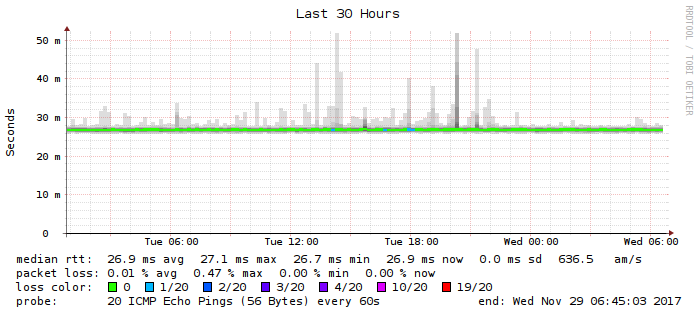 Last 30 Hours
RRDTOOL / TOBI OETIKER
Seconds
50 m
40 m
30 m
20 m
10 m
0
Tue 06:00 Tue 12:00 Tue 18:00 Wed 00:00 Wed 06:00
median rtt: 26.9 ms avg 27.1 ms max 26.7 ms min 26.9 ms now 0.0 ms sd 636.5 am/s
packet loss: 0.01 % avg 0.47 % max 0.00 % min 0.00 % now
loss color: 0 1/20 2/20 3/20 4/20 10/20 19/20
probe: 20 ICMP Echo Pings (56 Bytes) every 60s end: Wed Nov 29 06:45:03 2017